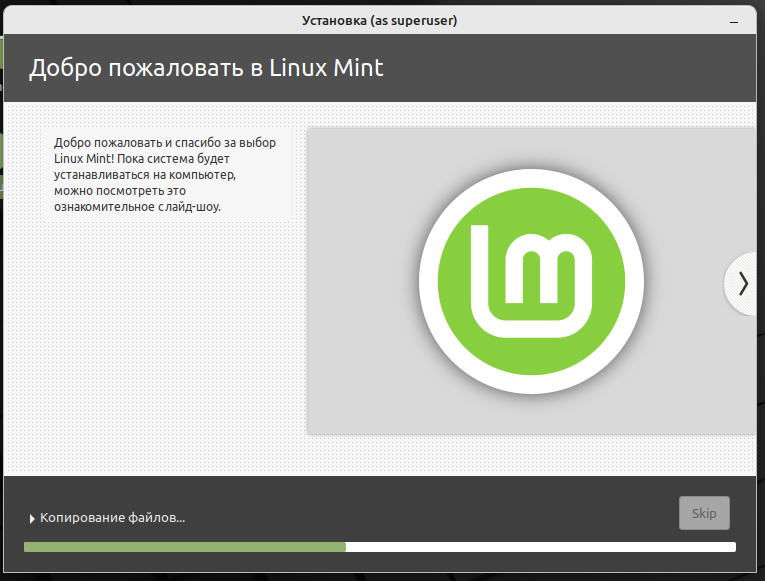 Установка (as superuser)
Добро пожаловать в Linux Mint
Добро пожаловать и спасибо за выбор
Linux Mint! Пока система будет
устанавливаться на компьютер,
можно посмотреть это
ознакомительное слайд-шоу.
Копирование файлов...
Skip